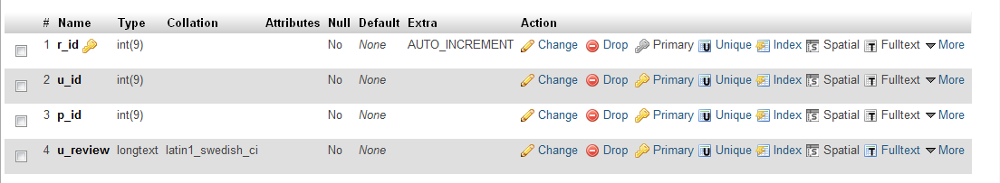 # Name Type Collation Attributes Null Default Extra Action
1 r_id int(9) No None AUTO_INCREMENT Change Drop Primary Unique Index Spatial Fulltext More
2 u_id int(9) No None Change Drop Primary Unique Index Spatial Fulltext More
3 p_id int(9) No None Change Drop Primary Unique Index Spatial Fulltext More
4 u_review longtext latin1_swedish_ci No None Change Drop Primary Unique Index Spatial Fulltext More